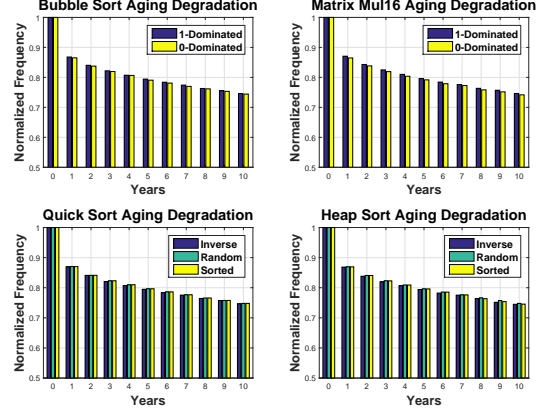 Bubble Sort Aging Degradation
Normalized Frequency
1
0.9
0.8
0.7
0.6
0.5
1-Dominated
0-Dominated
0 1 2 3 4 5 6 7 8 9 10
Years
Matrix Mul16 Aging Degradation
Normalized Frequency
1
0.9
0.8
0.7
0.6
0.5
1-Dominated
0-Dominated
0 1 2 3 4 5 6 7 8 9 10
Years
Quick Sort Aging Degradation
Normalized Frequency
1
0.9
0.8
0.7
0.6
0.5
Inverse
Random
Sorted
0 1 2 3 4 5 6 7 8 9 10
Years
Heap Sort Aging Degradation
Normalized Frequency
1
0.9
0.8
0.7
0.6
0.5
Inverse
Random
Sorted
0 1 2 3 4 5 6 7 8 9 10
Years